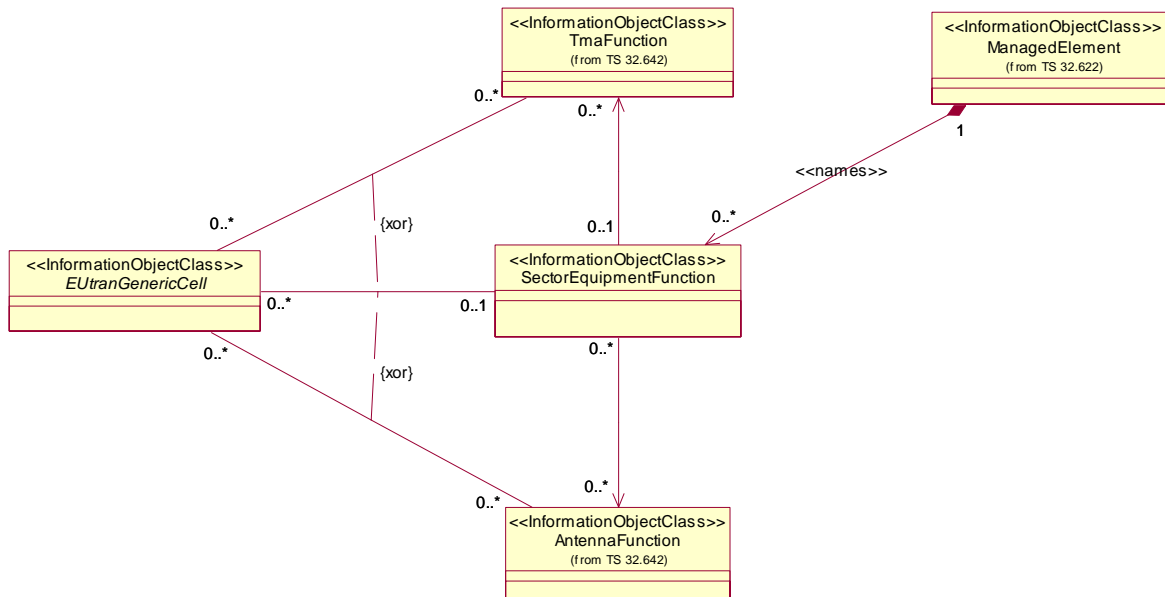 <<InformationObjectClass>>
TmaFunction
(from TS 32.642)
<<InformationObjectClass>>
ManagedElement
(from TS 32.622)
0..*
0..*
1
<<names>>
0..*
{xor}
0..1
0..*
<<InformationObjectClass>>
EUtranGenericCell
<<InformationObjectClass>>
SectorEquipmentFunction
0..*
0..1
0..*
0..*
{xor}
0..*
0..*
<<InformationObjectClass>>
AntennaFunction
(from TS 32.642)